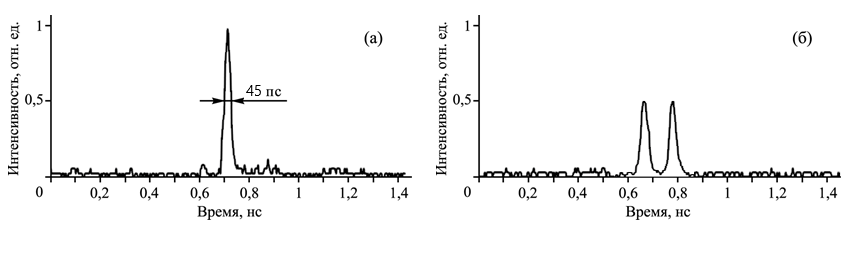 (а)
Интенсивность, отн. ед.
1
0,5
0
45 пс
0,2 0,4 0,6 0,8 1 1,2 1,4
Время, нс
(б)
Интенсивность, отн. ед.
1
0,5
0
0,2 0,4 0,6 0,8 1 1,2 1,4
Время, нс